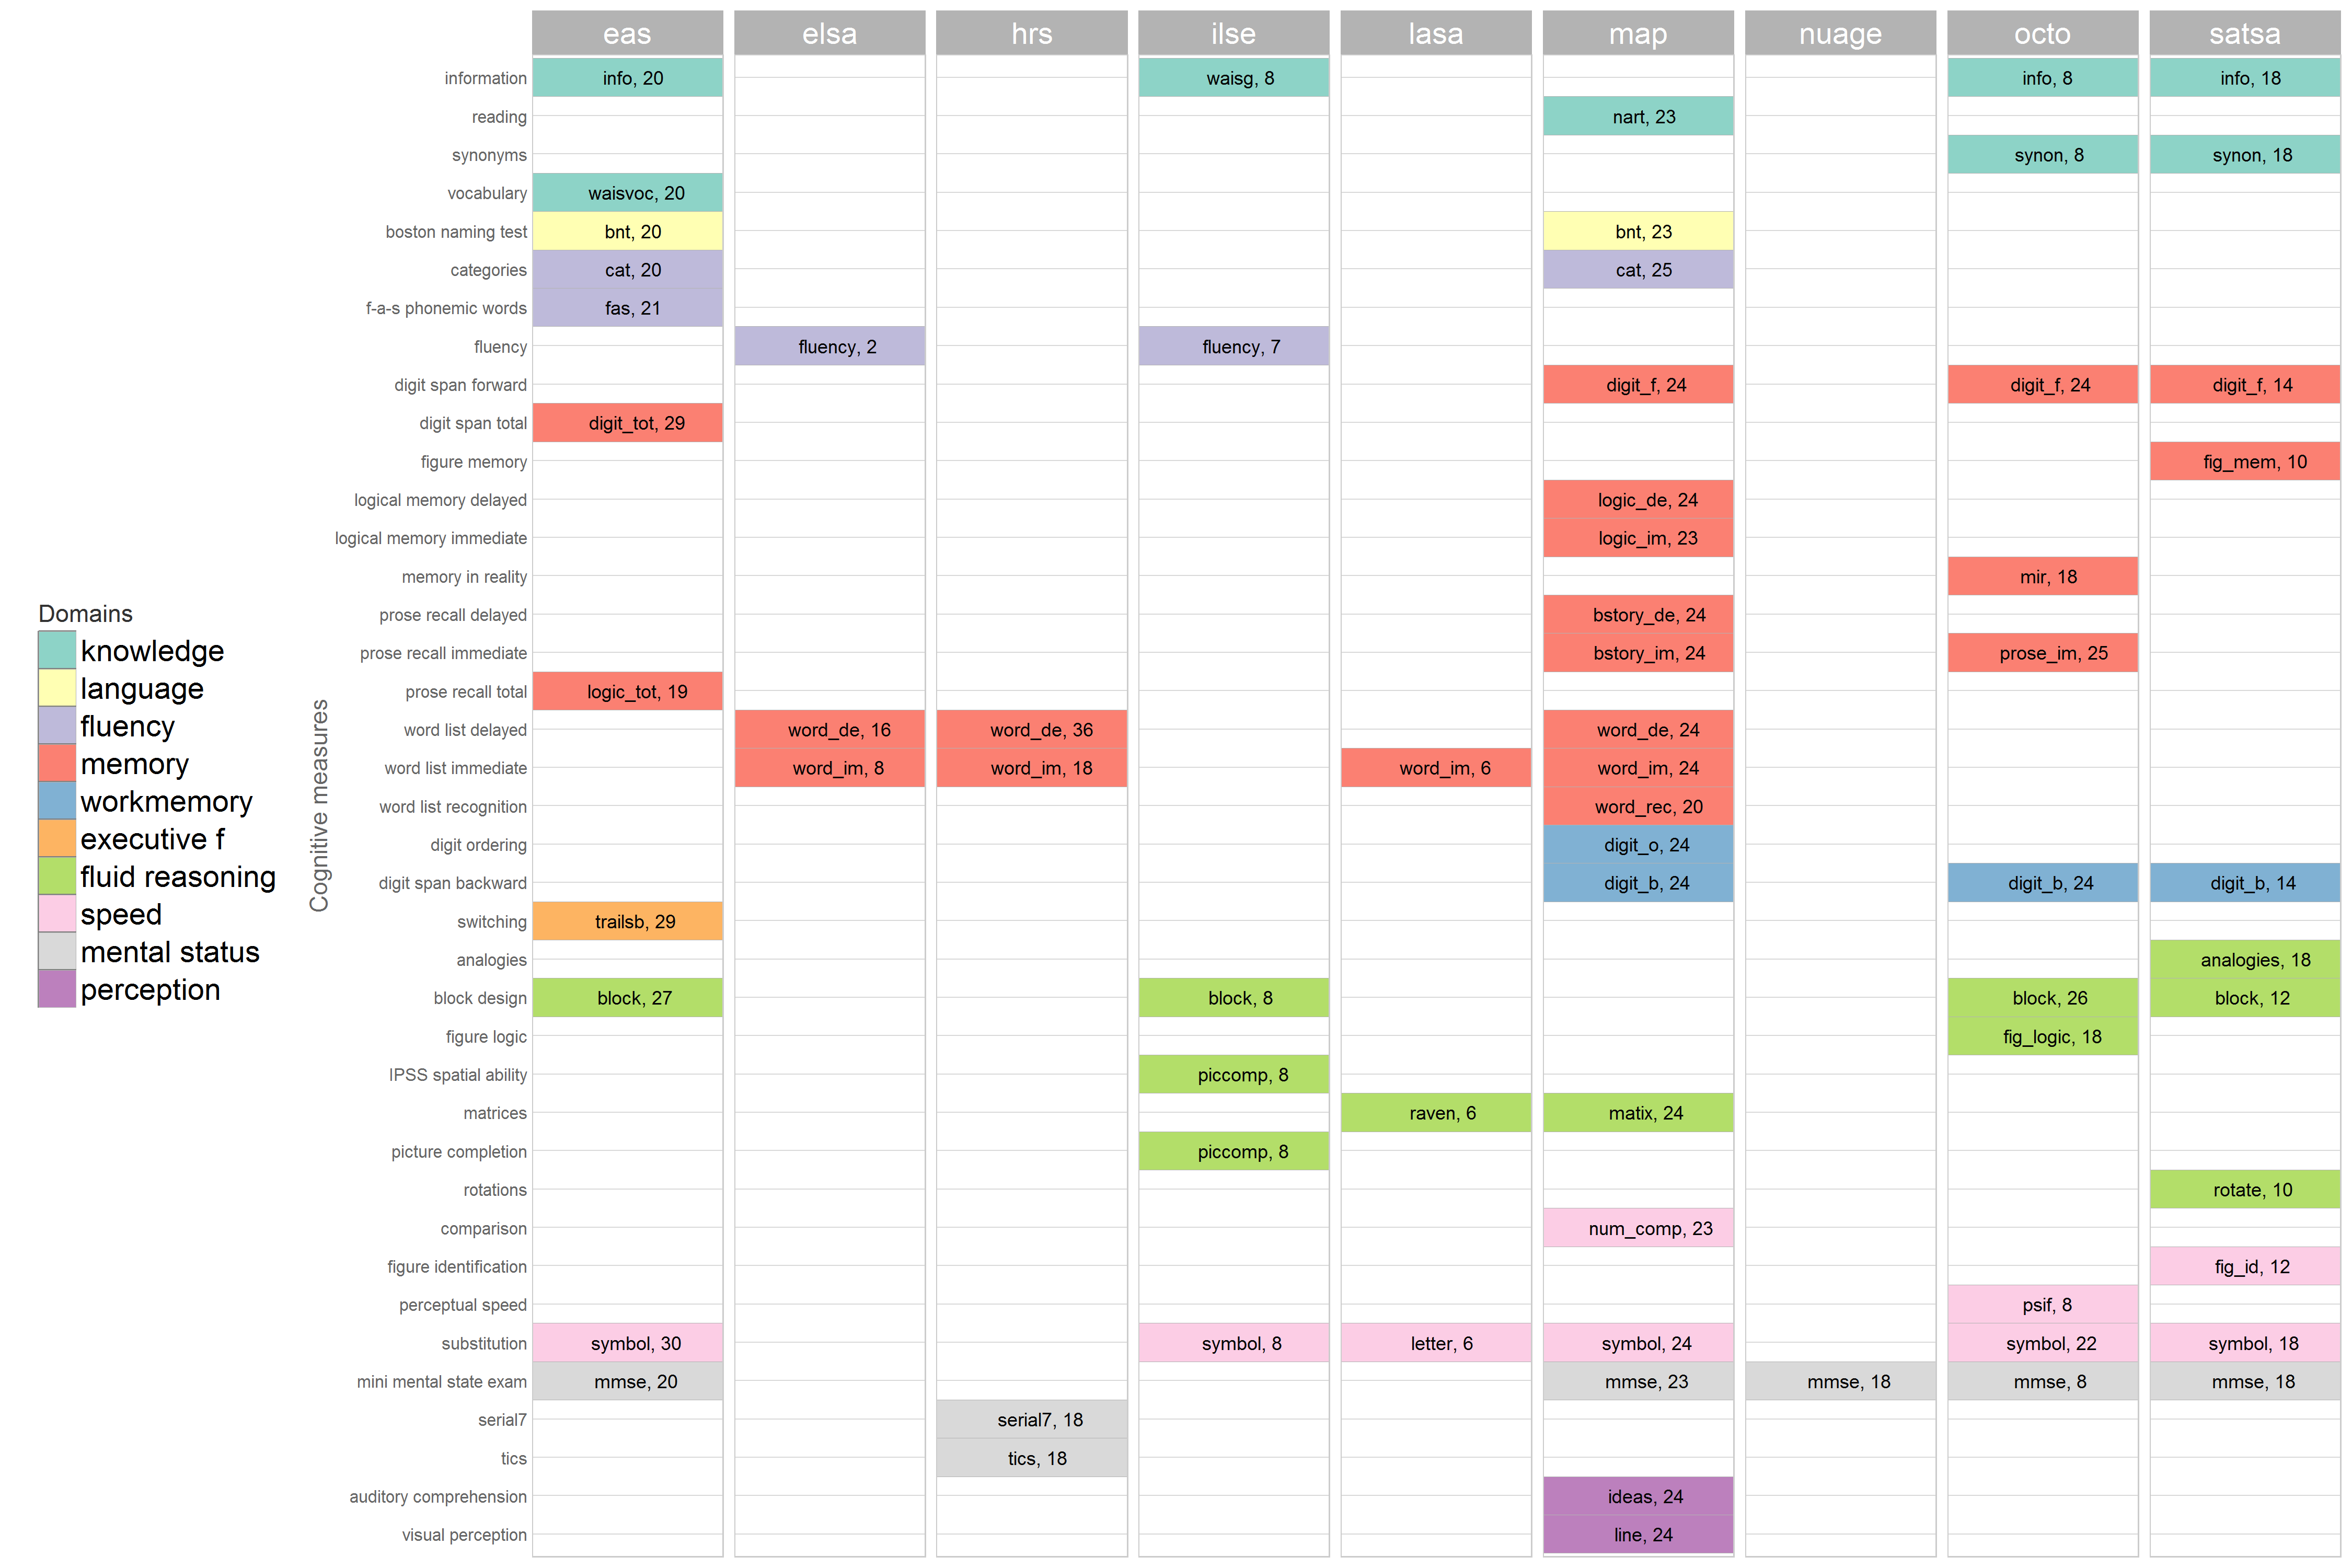 eas elsa hrs ilse lasa map nuage octo satsa
information info, 20 waisg, 8 info, 8 info, 18
reading nart, 23
synonyms synon, 8 synon, 18
vocabulary waisvoc, 20
boston naming test bnt, 20 bnt, 23
categories cat, 20 cat, 25
f-a-s phonemic words fas, 21
fluency fluency, 2 fluency, 7
digit span forward digit_f, 24 digit_f, 24 digit_f, 14
digit span total digit_tot, 29
figure memory fig_mem, 10
logical memory delayed logic_de, 24
logical memory immediate logic_im, 23
memory in reality mir, 18
prose recall delayed bstory_de, 24
prose recall immediate bstory_im, 24 prose_im, 25
prose recall total logic_tot, 19
word list delayed word_de, 16 word_de, 36 word_de, 24
word list immediate word_im, 8 word_im, 18 word_im, 6 word_im, 24
word list recognition word_rec, 20
digit ordering digit_o, 24
digit span backward digit_b, 24 digit_b, 24 digit_b, 14
switching trailsb, 29
analogies analogies, 18
block design block, 27 block, 8 block, 26 block, 12
figure logic fig_logic, 18
IPSS spatial ability piccomp, 8
matrices raven, 6 matix, 24
picture completion piccomp, 8
rotations rotate, 10
comparison num_comp, 23
figure identification fig_id, 12
perceptual speed psif, 8
substitution symbol, 30 symbol, 8 letter, 6 symbol, 24 symbol, 22 symbol, 18
mini mental state exam mmse, 20 mmse, 23 mmse, 18 mmse, 8 mmse, 18
serial7 serial7, 18
tics tics, 18
auditory comprehension ideas, 24
visual perception line, 24
Cognitive measures
Domains
knowledge
language
fluency
memory
workmemory
executive f
fluid reasoning
speed
mental status
perception